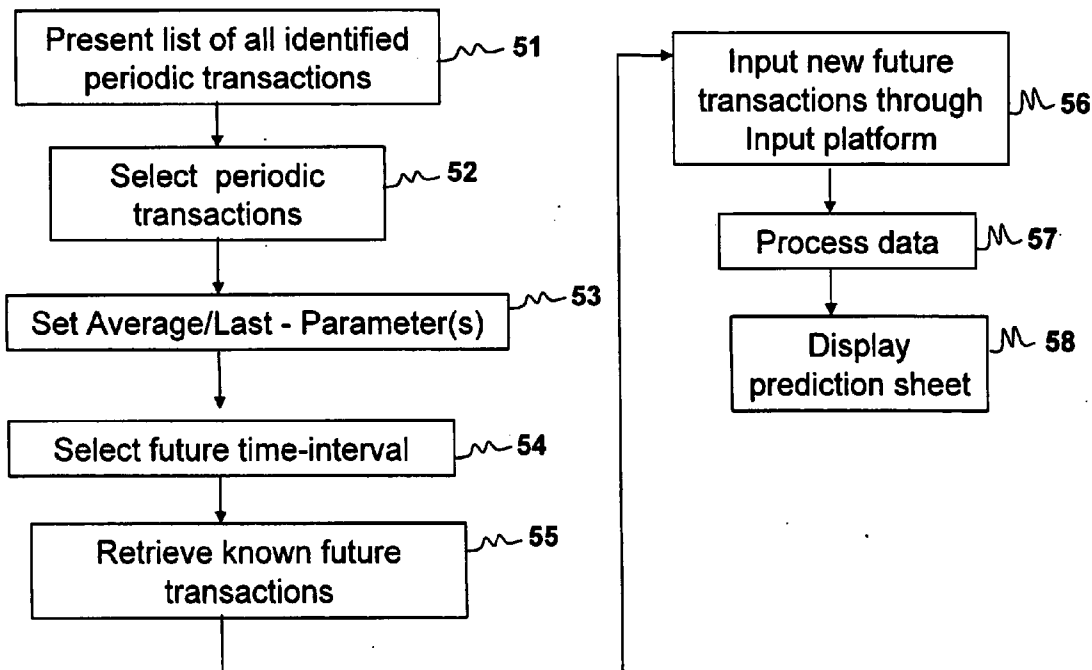 Present list of all identified
periodic transactions
51
Select periodic
transactions
52
Set Average/Last - Parameter(s)
53
Select future time-interval
54
Retrieve known future
transactions
55
Input new future
transactions through
Input platform
56
Process data
57
Display
prediction sheet
58